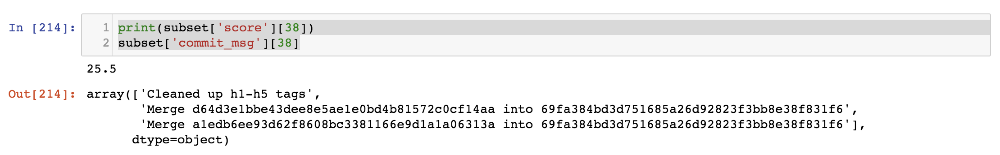 In [214]:
1 print(subset['score'][38])
2 subset['commit_msg'][38]
25.5
Out[214]: array(['Cleaned up h1-h5 tags',
'Merge d64d3e1bbe43dee8e5ae1e0bd4b81572c0cf14aa into 69fa384bd3d751685a26d92823f3bb8e38f831f6',
'Merge a1edb6ee93d62f8608bc3381166e9d1a1a06313a into 69fa384bd3d751685a26d92823f3bb8e38f831f6'],
dtype=object)